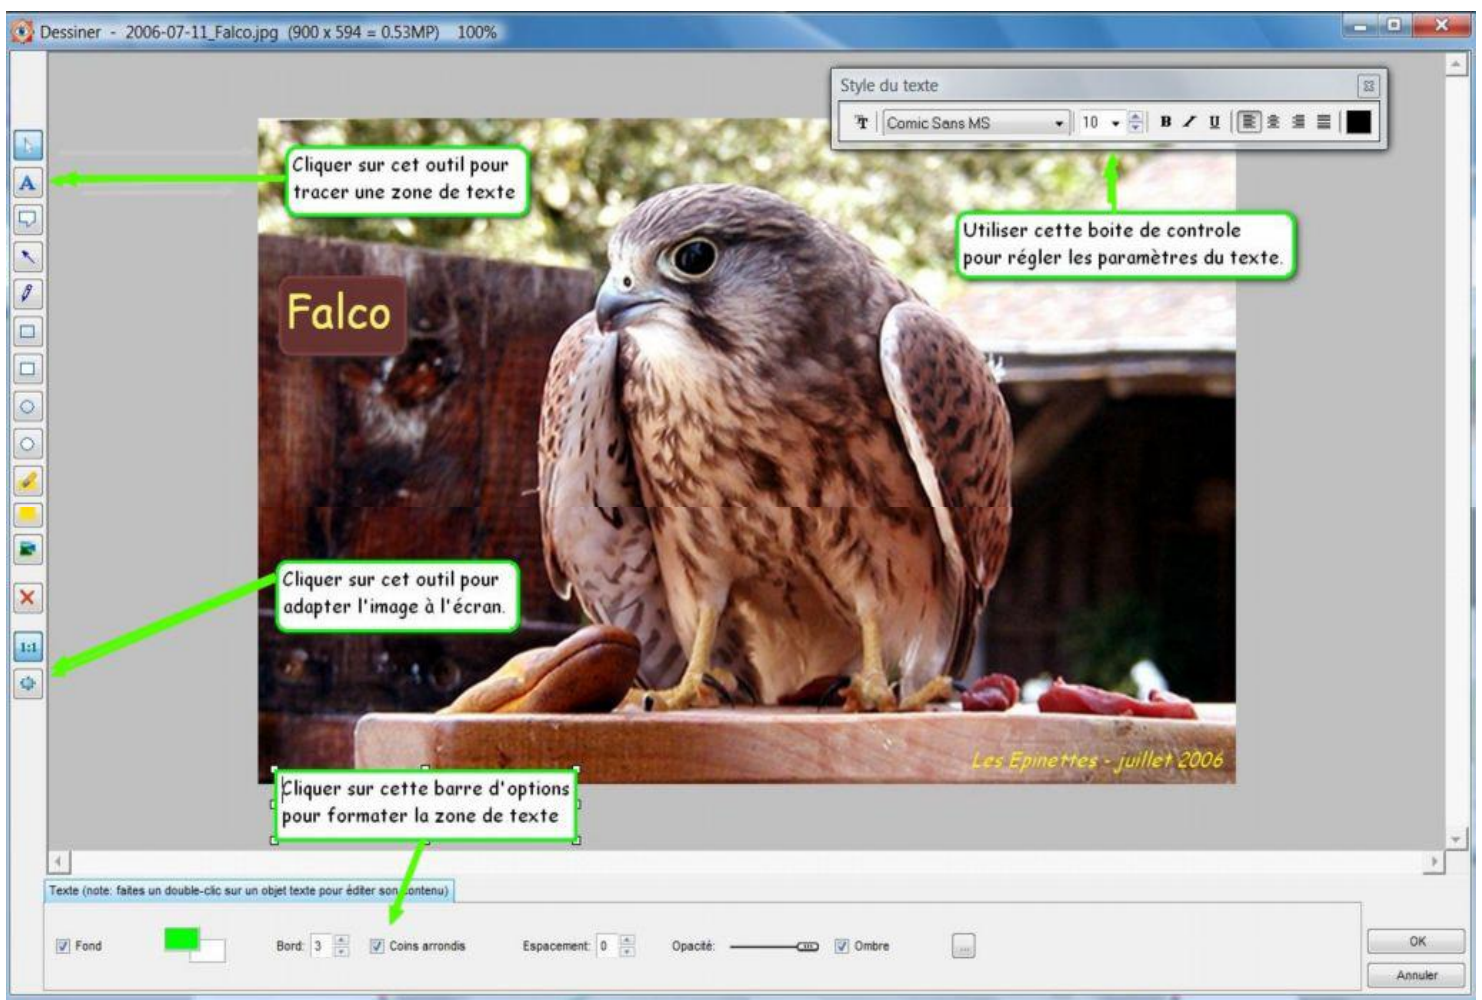 Dessiner - 2006-07-11_Falco.jpg (900 x 594 = 0.53MP) 100%
Style du texte
T Comic Sans MS 10 B I U
Cliquer sur cet outil pour
tracer une zone de texte
A
Utiliser cette boite de controle
pour régler les paramètres du texte.
Falco
Cliquer sur cet outil pour
adapter l'image à l'écran.
1:1
Les Epinettes - juillet 2006
Cliquer sur cette barre d'options
pour formater la zone de texte
Texte (note: faites un double-clic sur un objet texte pour éditer son contenu)
Fond Bord: 3 Coins arrondis Espacement: 0 Opacité: Ombre ...
OK
Annuler